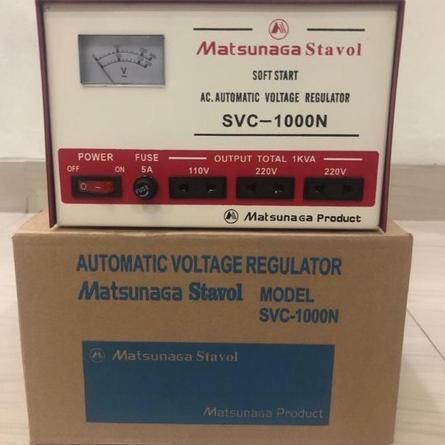 Matsunaga Stavol
SOFT START
AC. AUTOMATIC VOLTAGE REGULATOR
SVC-1000N
V
POWER FUSE OUTPUT TOTAL 1KVA
OFF ON 5A 110V 220V 220V
FUSE
Matsunaga Product
AUTOMATIC VOLTAGE REGULATOR
Matsunaga Stavol MODEL
SVC-1000N
Matsunaga Stavol
Matsunaga Product